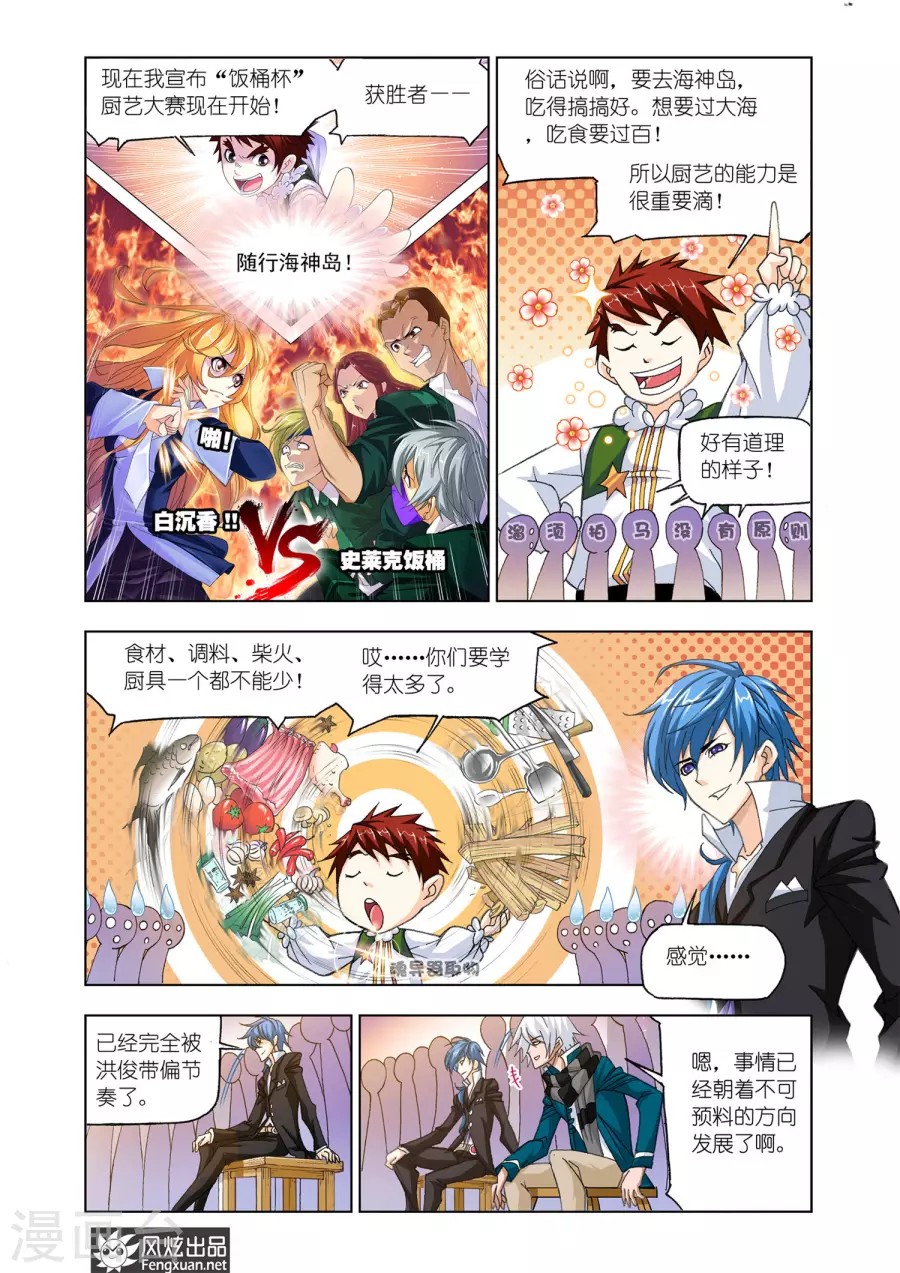 现在我宣布“饭桶杯”
厨艺大赛现在开始！
获胜者——
随行海神岛！
啪！
白沉香！！
VS
史莱克饭桶
俗话说啊，要去海神岛，
吃得搞搞好。想要过大海
，吃食要过百！
所以厨艺的能力是
很重要滴！
好有道理
的样子！
溜须拍马没有原则
食材、调料、柴火、
厨具一个都不能少！
哎……你们要学
得太多了。
魂导器取物
感觉……
已经完全被
洪俊带偏节
奏了。
嗯，事情已
经朝着不可
预料的方向
发展了啊。
漫画台
风炫出品
Fengxuan.net